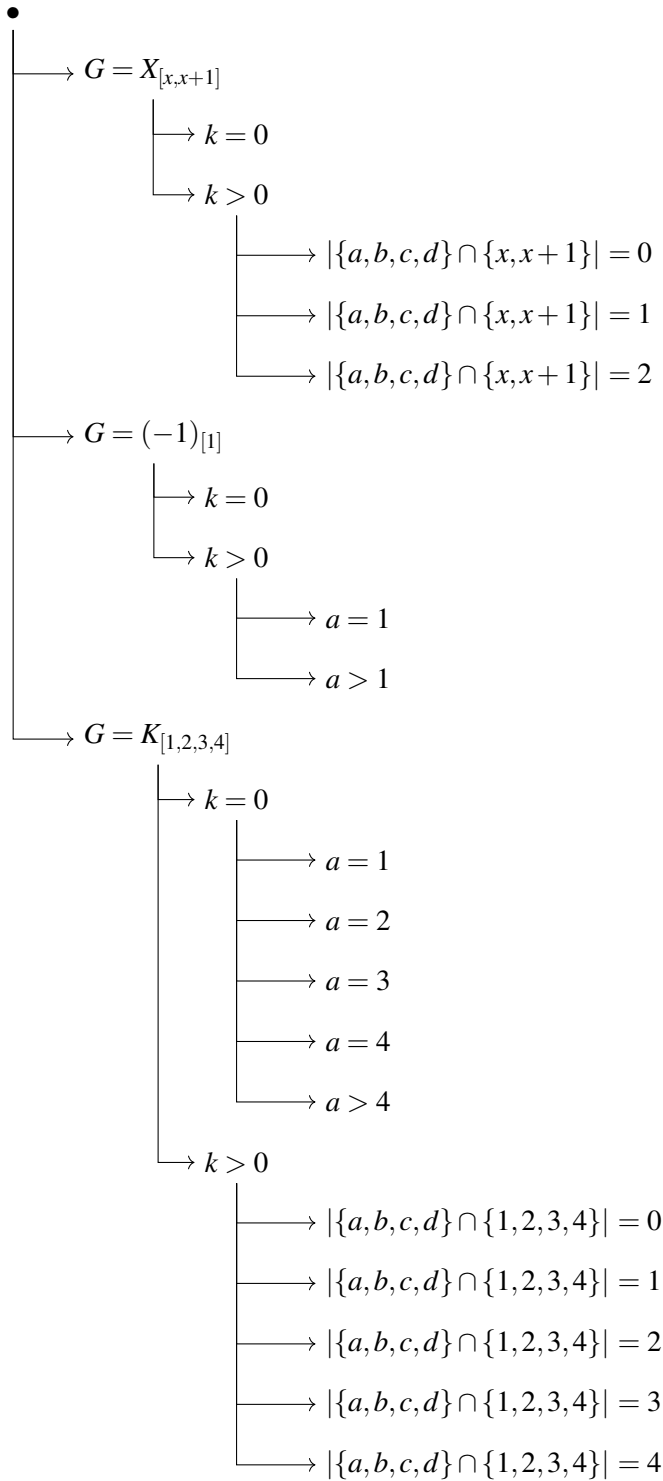 G = X_{[x,x+1]}
k = 0
k > 0
|{a,b,c,d} ∩ {x,x+1}| = 0
|{a,b,c,d} ∩ {x,x+1}| = 1
|{a,b,c,d} ∩ {x,x+1}| = 2
G = (−1)_{[1]}
k = 0
k > 0
a = 1
a > 1
G = K_{[1,2,3,4]}
k = 0
a = 1
a = 2
a = 3
a = 4
a > 4
k > 0
|{a,b,c,d} ∩ {1,2,3,4}| = 0
|{a,b,c,d} ∩ {1,2,3,4}| = 1
|{a,b,c,d} ∩ {1,2,3,4}| = 2
|{a,b,c,d} ∩ {1,2,3,4}| = 3
|{a,b,c,d} ∩ {1,2,3,4}| = 4